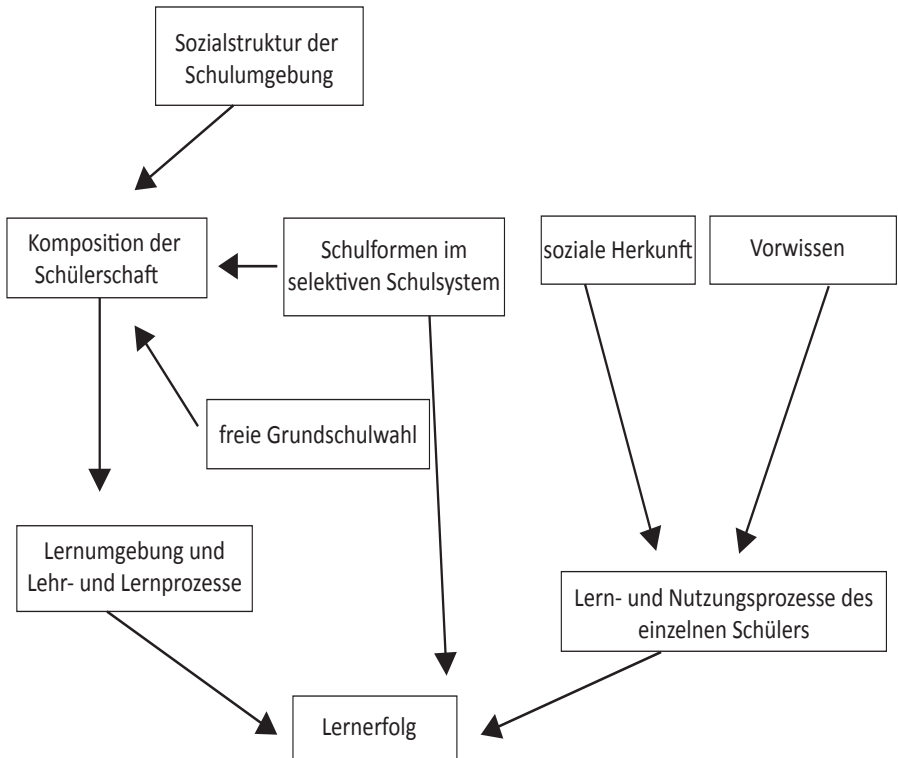 Sozialstruktur der
Schulumgebung
Komposition der
Schülerschaft
Schulformen im
selektiven Schulsystem
soziale Herkunft
Vorwissen
freie Grundschulwahl
Lernumgebung und
Lehr- und Lernprozesse
Lern- und Nutzungsprozesse des
einzelnen Schülers
Lernerfolg